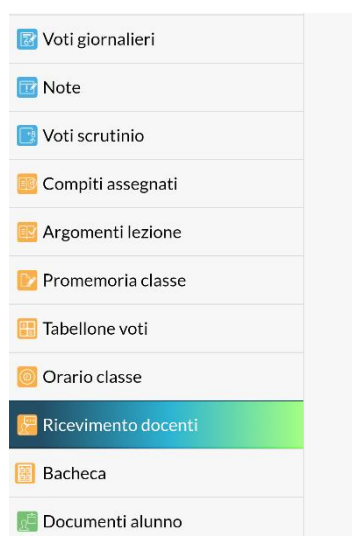 Voti giornalieri
Note
Voti scrutinio
Compiti assegnati
Argomenti lezione
Promemoria classe
Tabellone voti
Orario classe
Ricevimento docenti
Bacheca
Documenti alunno